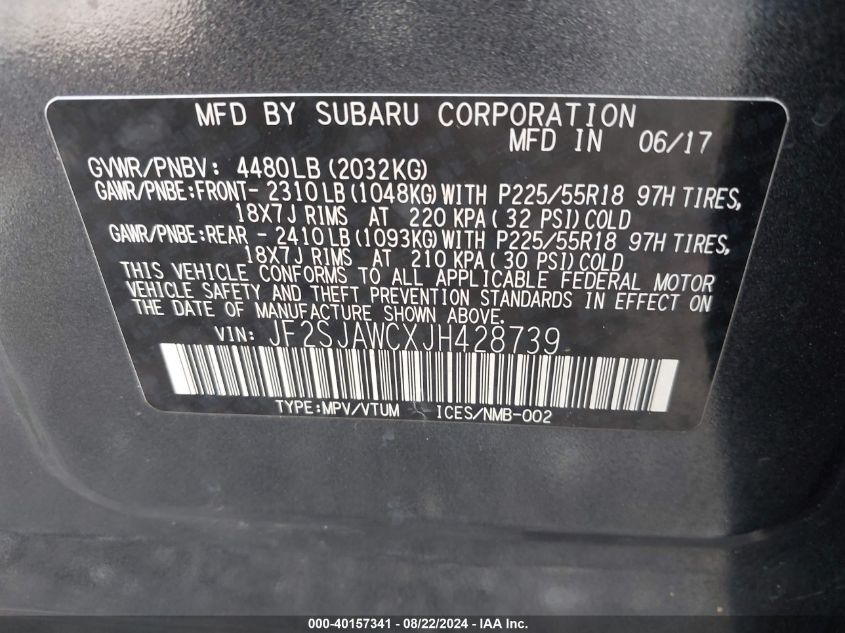 MFD BY SUBARU CORPORATION
MFD IN 06/17
GVWR/PNBV: 4480LB(2032KG)
GAWR/PNBE:FRONT- 2310LB(1048KG)WITH P225/55R18 97H TIRES,
18X7J RIMS AT 220 KPA( 32 PSI)COLD
GAWR/PNBE:REAR - 2410LB(1093KG)WITH P225/55R18 97H TIRES,
18X7J RIMS AT 210 KPA( 30 PSI)COLD
THIS VEHICLE CONFORMS TO ALL APPLICABLE FEDERAL MOTOR
VEHICLE SAFETY AND THEFT PREVENTION STANDARDS IN EFFECT ON
THE DATE OF MANUFACTURE SHOWN ABOVE.
VIN: JF2SJAWCXJH428739
TYPE:MPV/VTUM ICES/NMB-002
000-40157341 - 08/22/2024 - IAA Inc.